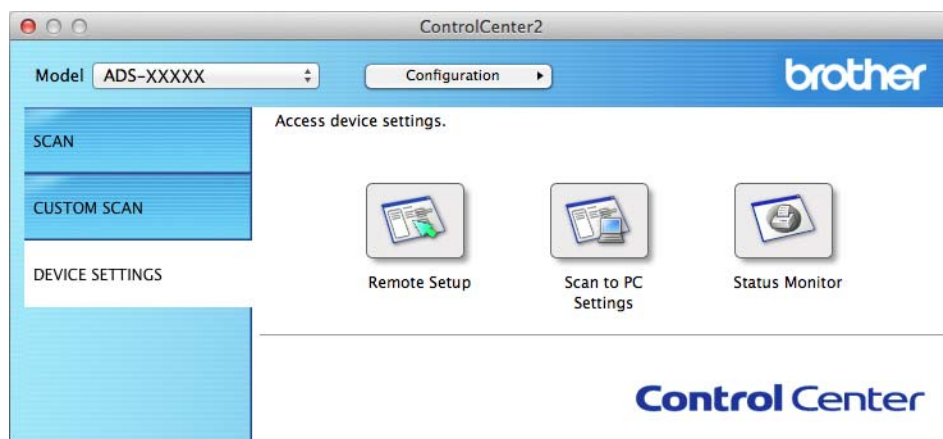 ControlCenter2
Model ADS-XXXXX Configuration brother
SCAN
CUSTOM SCAN
DEVICE SETTINGS
Access device settings.
Remote Setup
Scan to PC
Settings
Status Monitor
Control Center